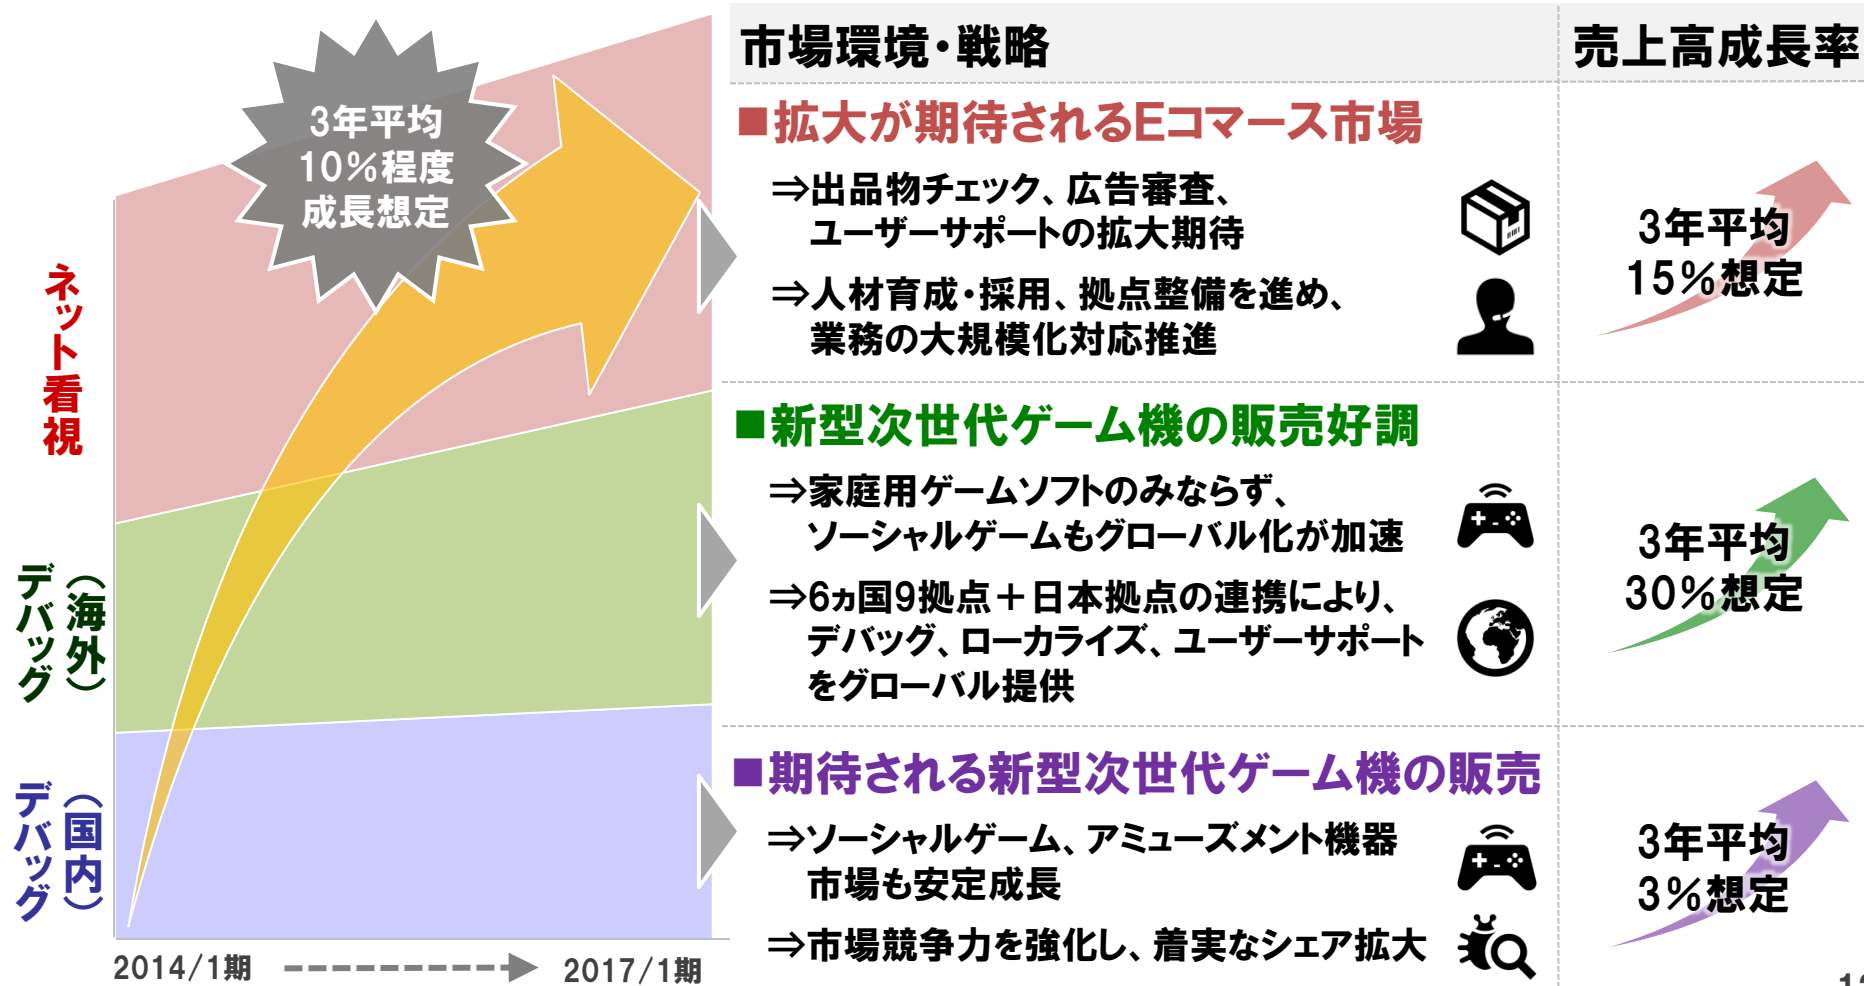 3年平均
10％程度
成長想定
ネット看視
デバッグ
（海外）
デバッグ
（国内）
2014/1期
2017/1期
市場環境・戦略
売上高成長率
■拡大が期待されるEコマース市場
⇒出品物チェック、広告審査、
ユーザーサポートの拡大期待
⇒人材育成・採用、拠点整備を進め、
業務の大規模化対応推進
3年平均
15％想定
■新型次世代ゲーム機の販売好調
⇒家庭用ゲームソフトのみならず、
ソーシャルゲームもグローバル化が加速
⇒6ヵ国9拠点＋日本拠点の連携により、
デバッグ、ローカライズ、ユーザーサポート
をグローバル提供
3年平均
30％想定
■期待される新型次世代ゲーム機の販売
⇒ソーシャルゲーム、アミューズメント機器
市場も安定成長
⇒市場競争力を強化し、着実なシェア拡大
3年平均
3％想定